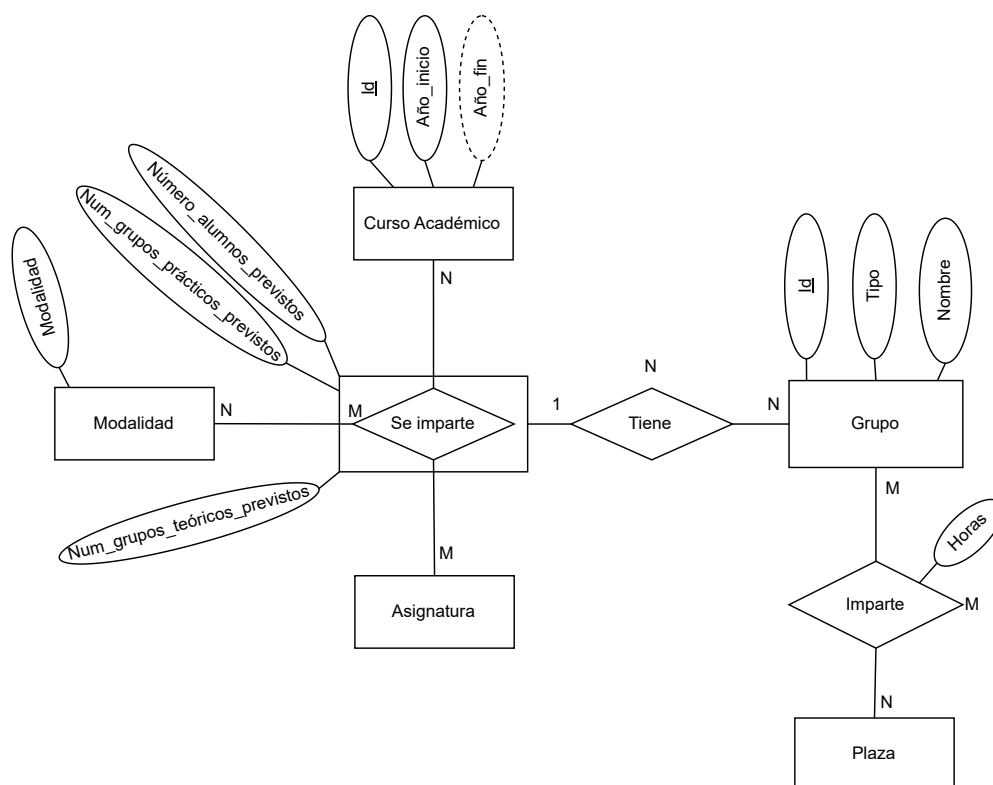 Id
Año_inicio
Año_fin
Curso Académico
N
Número_alumnos_previstos
Num_grupos_prácticos_previstos
Modalidad
Modalidad
N
M
Se imparte
Num_grupos_teóricos_previstos
M
Asignatura
1
N
Tiene
N
Id
Tipo
Nombre
Grupo
M
Horas
Imparte
M
N
Plaza